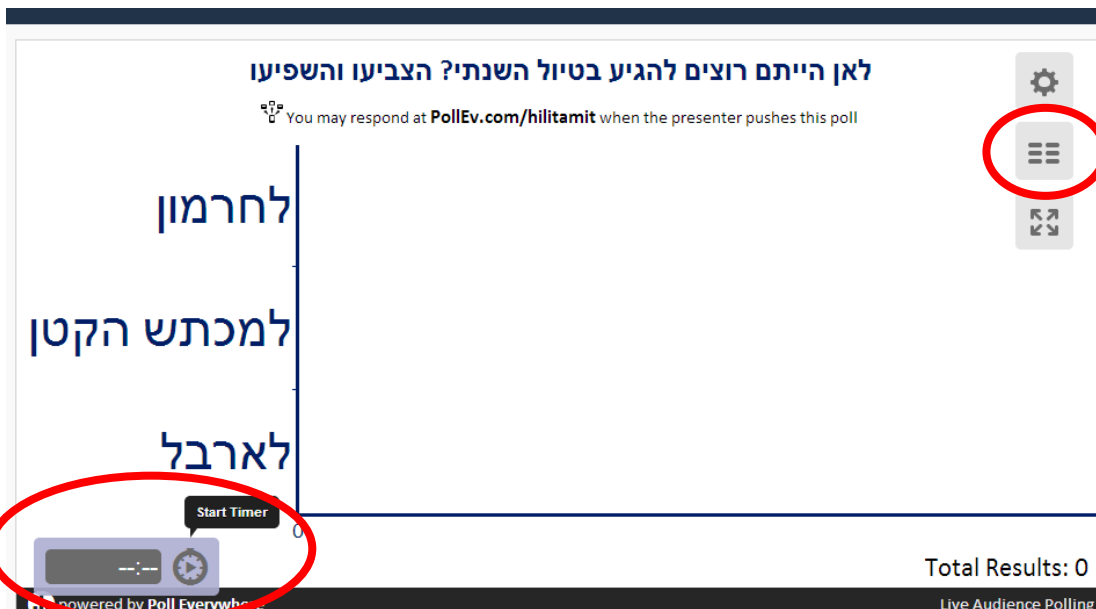 לאן הייתם רוצים להגיע בטיול השנתי? הצביעו והשפיעו
You may respond at PollEv.com/hilitamit when the presenter pushes this poll
לחרמון
למכתש הקטן
לארבל
Start Timer
0
--:--
Total Results: 0
powered by Poll Everywhere
Live Audience Polling